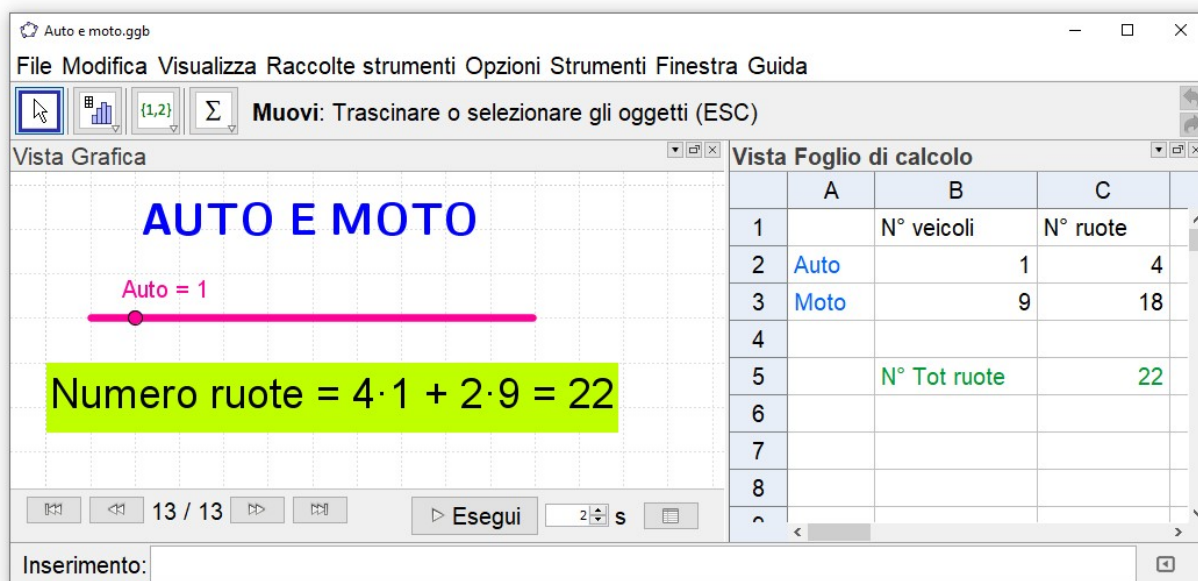 Auto e moto.ggb
File Modifica Visualizza Raccolte strumenti Opzioni Strumenti Finestra Guida
{1,2} Σ Muovi: Trascinare o selezionare gli oggetti (ESC)
Vista Grafica
AUTO E MOTO
Auto = 1
Numero ruote = 4·1 + 2·9 = 22
13 / 13 Esegui 2 s
Vista Foglio di calcolo
A B C
1 N° veicoli N° ruote
2 Auto 1 4
3 Moto 9 18
4
5 N° Tot ruote 22
6
7
8
Inserimento: